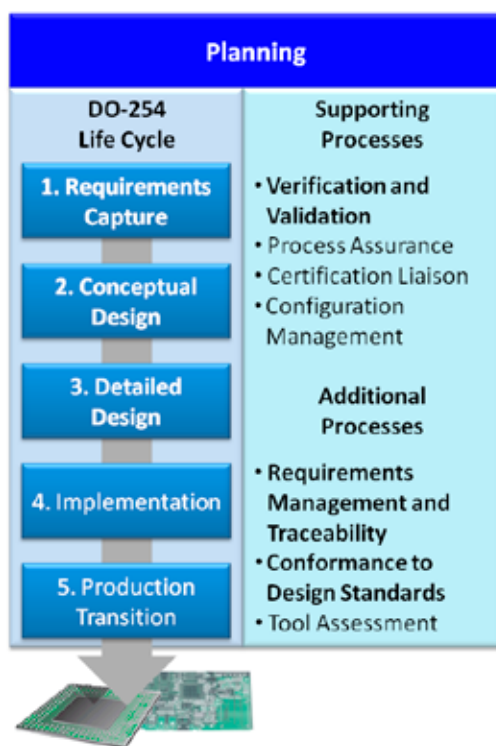 Planning
DO-254
Life Cycle
1. Requirements
Capture
2. Conceptual
Design
3. Detailed
Design
4. Implementation
5. Production
Transition
Supporting
Processes
• Verification and
Validation
• Process Assurance
• Certification Liaison
• Configuration
Management
Additional
Processes
• Requirements
Management and
Traceability
• Conformance to
Design Standards
• Tool Assessment